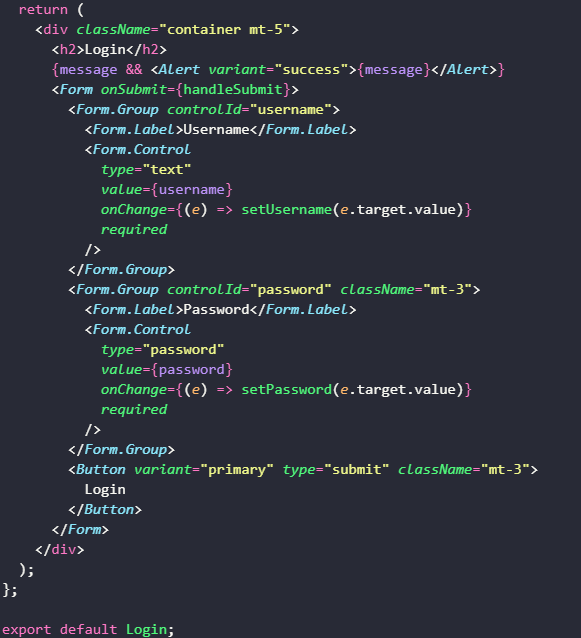 return (
    <div className="container mt-5">
      <h2>Login</h2>
      {message && <Alert variant="success">{message}</Alert>}
      <Form onSubmit={handleSubmit}>
        <Form.Group controlId="username">
          <Form.Label>Username</Form.Label>
          <Form.Control
            type="text"
            value={username}
            onChange={(e) => setUsername(e.target.value)}
            required
          />
        </Form.Group>
        <Form.Group controlId="password" className="mt-3">
          <Form.Label>Password</Form.Label>
          <Form.Control
            type="password"
            value={password}
            onChange={(e) => setPassword(e.target.value)}
            required
          />
        </Form.Group>
        <Button variant="primary" type="submit" className="mt-3">
          Login
        </Button>
      </Form>
    </div>
  );
};

export default Login;